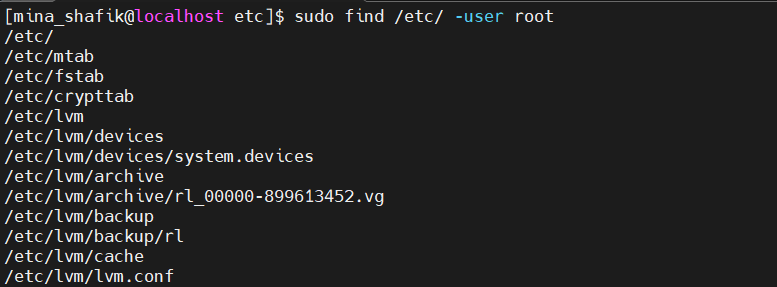 [mina_shafik@localhost etc]$ sudo find /etc/ -user root
/etc/
/etc/mtab
/etc/fstab
/etc/crypttab
/etc/lvm
/etc/lvm/devices
/etc/lvm/devices/system.devices
/etc/lvm/archive
/etc/lvm/archive/rl_00000-899613452.vg
/etc/lvm/backup
/etc/lvm/backup/rl
/etc/lvm/cache
/etc/lvm/lvm.conf